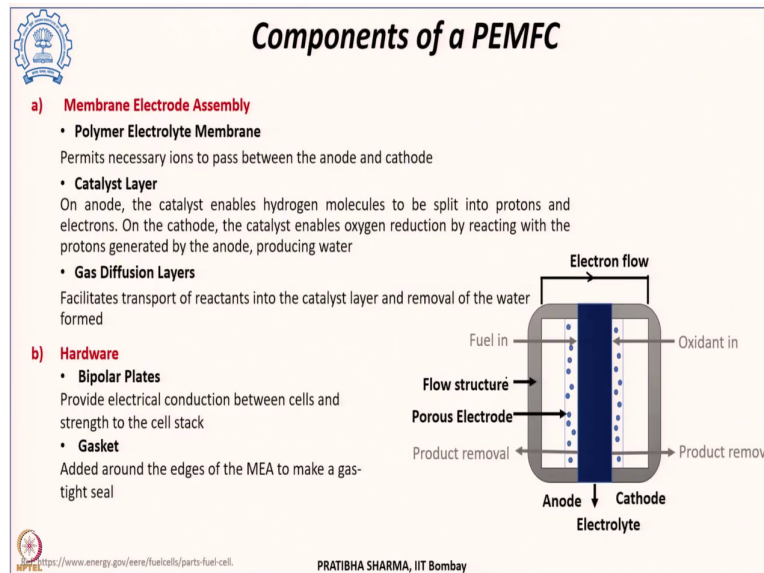 Components of a PEMFC
a) Membrane Electrode Assembly
• Polymer Electrolyte Membrane
Permits necessary ions to pass between the anode and cathode
• Catalyst Layer
On anode, the catalyst enables hydrogen molecules to be split into protons and
electrons. On the cathode, the catalyst enables oxygen reduction by reacting with the
protons generated by the anode, producing water
• Gas Diffusion Layers
Facilitates transport of reactants into the catalyst layer and removal of the water
formed
b) Hardware
• Bipolar Plates
Provide electrical conduction between cells and
strength to the cell stack
• Gasket
Added around the edges of the MEA to make a gas-
tight seal
Electron flow
Fuel in
Oxidant in
Flow structure
Porous Electrode
Product removal
Product remov
Anode
Cathode
Electrolyte
https://www.energy.gov/eere/fuelcells/parts-fuel-cell.
NPTEL
PRATIBHA SHARMA, IIT Bombay